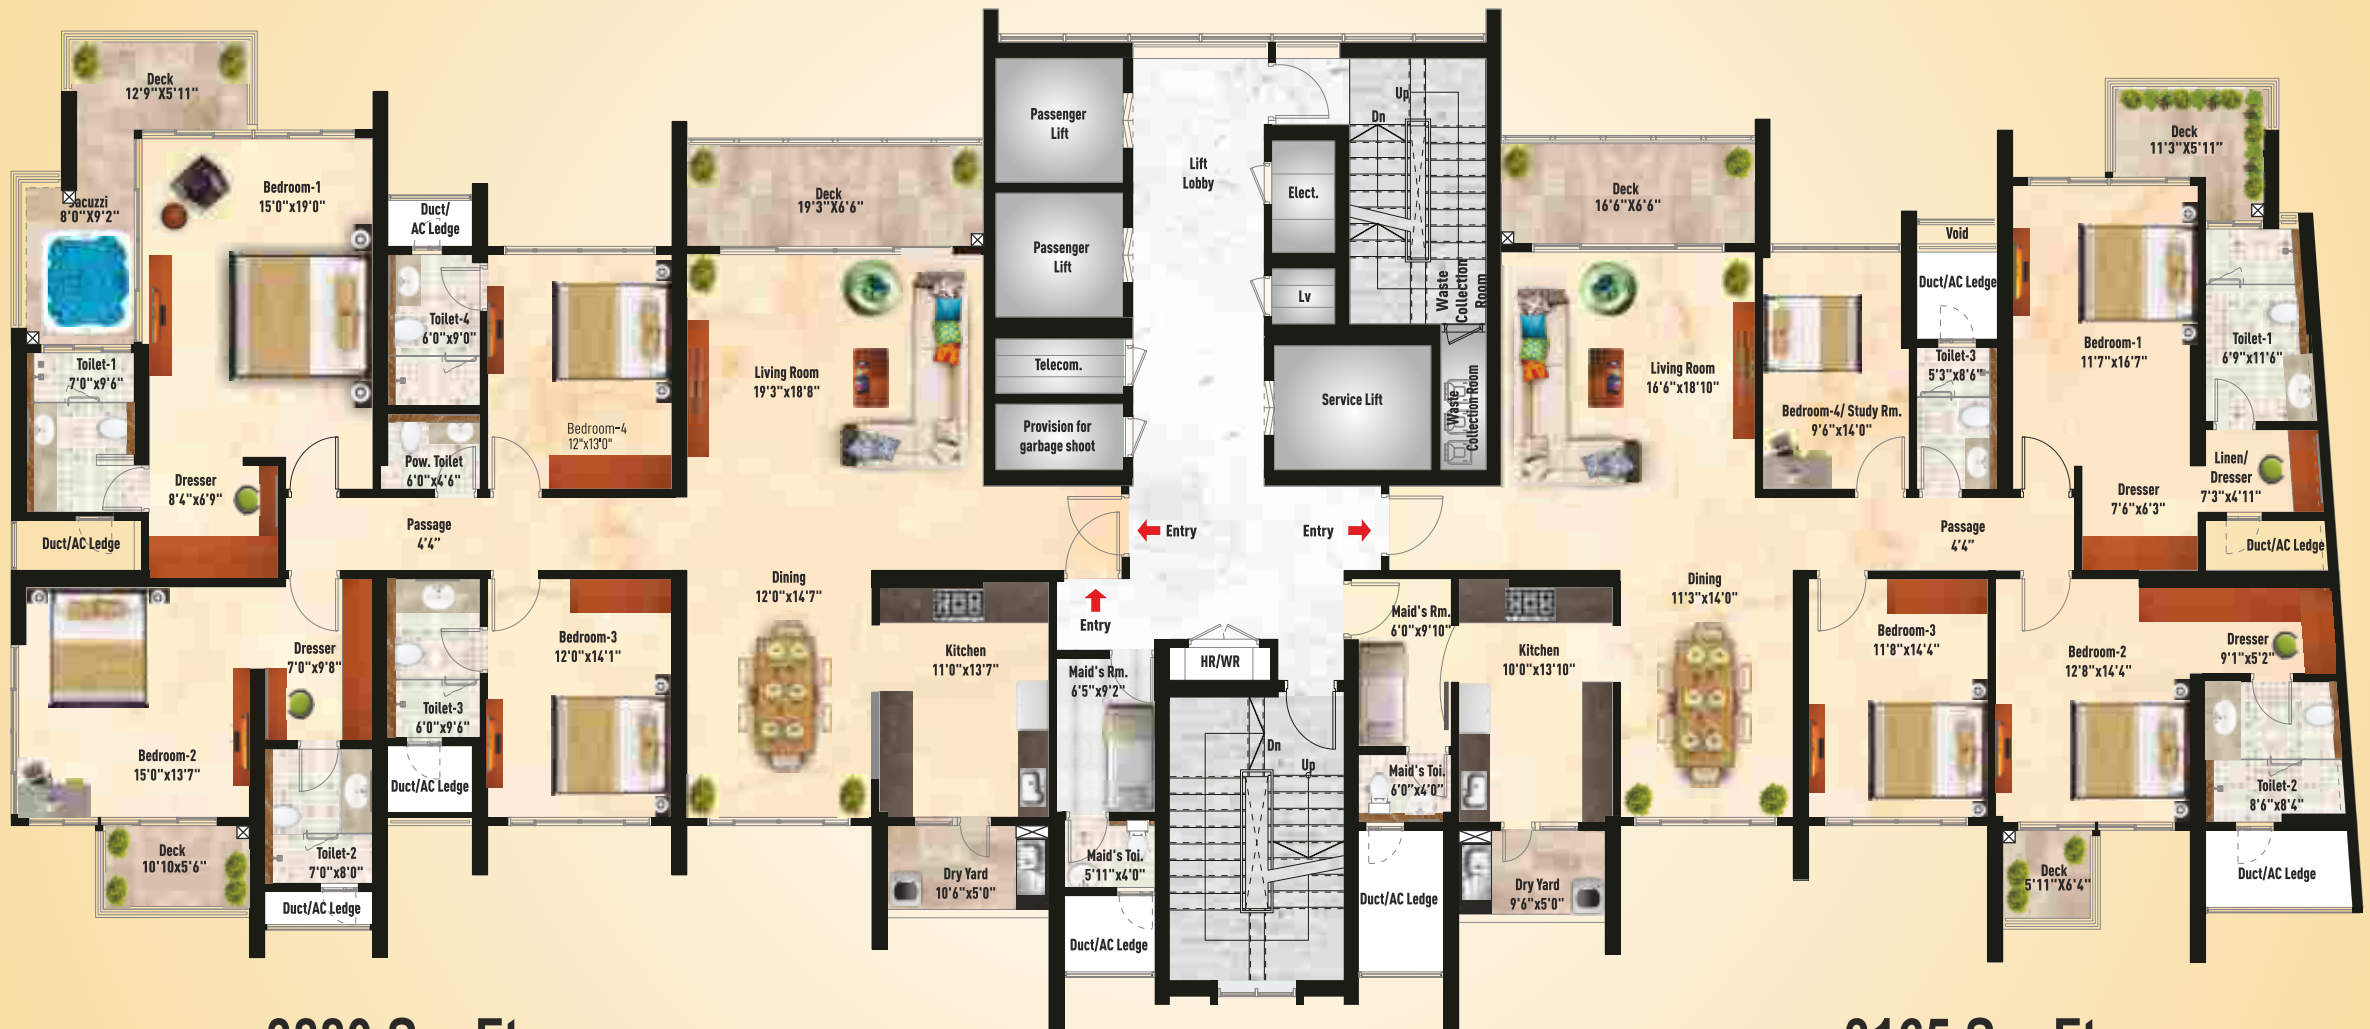 Deck
12'9"X5'11"
Jacuzzi
8'0"X9'2"
Bedroom-1
15'0"x19'0"
Duct/
AC Ledge
Toilet-1
7'0"x9'6"
Toilet-4
6'0"x9'0"
Bedroom-4
12"x13'0"
Pow. Toilet
6'0"x4'6"
Dresser
8'4"x6'9"
Duct/AC Ledge
Passage
4'4"
Deck
19'3"X6'6"
Living Room
19'3"x18'8"
Dining
12'0"x14'7"
Dresser
7'0"x9'8"
Bedroom-2
15'0"x13'7"
Toilet-3
6'0"x9'6"
Bedroom-3
12'0"x14'1"
Duct/AC Ledge
Deck
10'10x5'6"
Toilet-2
7'0"x8'0"
Duct/AC Ledge
Kitchen
11'0"x13'7"
Dry Yard
10'6"x5'0"
Maid's Rm.
6'5"x9'2"
Maid's Toi.
5'11"x4'0"
Duct/AC Ledge
Passenger
Lift
Passenger
Lift
Telecom.
Provision for
garbage shoot
Lift
Lobby
Elect.
Lv
Up
Dn
Waste
Collection
Room
Service Lift
Waste
Collection Room
Entry
Entry
Entry
HR/WR
Dn
Up
Maid's Rm.
6'0"x9'10"
Maid's Toi.
6'0"x4'0"
Duct/AC Ledge
Kitchen
10'0"x13'10"
Dry Yard
9'6"x5'0"
Deck
16'6"X6'6"
Living Room
16'6"x18'10"
Dining
11'3"x14'0"
Bedroom-4/ Study Rm.
9'6"x14'0"
Void
Duct/AC Ledge
Toilet-3
5'3"x8'6"
Passage
4'4"
Deck
11'3"X5'11"
Bedroom-1
11'7"x16'7"
Toilet-1
6'9"x11'6"
Linen/
Dresser
7'3"x4'11"
Dresser
7'6"x6'3"
Duct/AC Ledge
Bedroom-3
11'8"x14'4"
Bedroom-2
12'8"x14'4"
Dresser
9'1"x5'2"
Toilet-2
8'6"x8'4"
Deck
5'11"X6'4"
Duct/AC Ledge